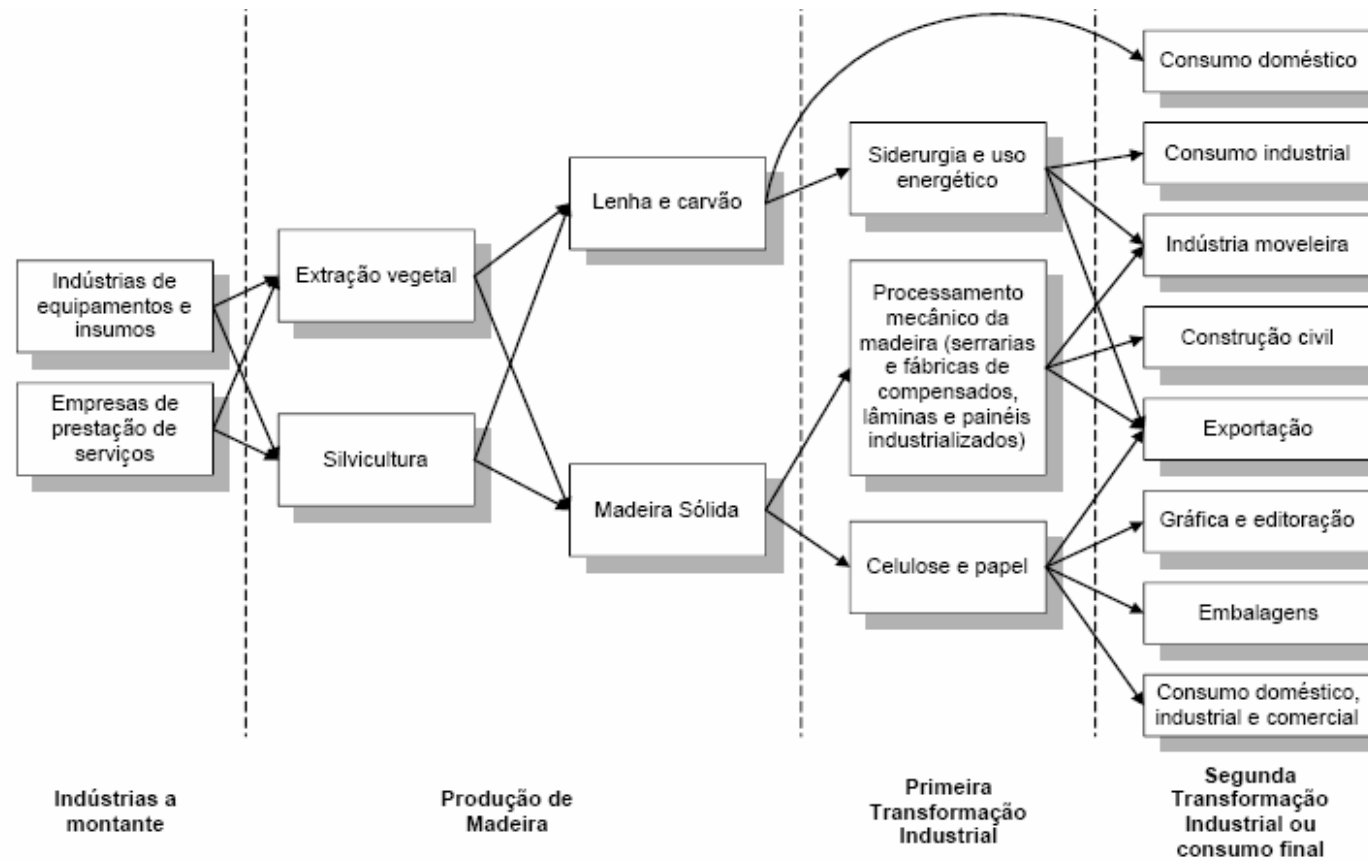 Indústrias de
equipamentos e
insumos
Empresas de
prestação de
serviços
Extração vegetal
Silvicultura
Lenha e carvão
Madeira Sólida
Siderurgia e uso
energético
Processamento
mecânico da
madeira (serrarias
e fábricas de
compensados,
lâminas e painéis
industrializados)
Celulose e papel
Consumo doméstico
Consumo industrial
Indústria moveleira
Construção civil
Exportação
Gráfica e editoração
Embalagens
Consumo doméstico,
industrial e comercial
Indústrias a
montante
Produção de
Madeira
Primeira
Transformação
Industrial
Segunda
Transformação
Industrial ou
consumo final